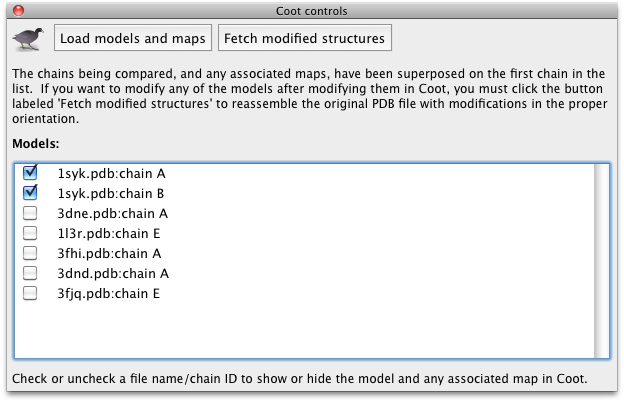 Coot controls
Load models and maps Fetch modified structures
The chains being compared, and any associated maps, have been superposed on the first chain in the
list. If you want to modify any of the models after modifying them in Coot, you must click the button
labeled 'Fetch modified structures' to reassemble the original PDB file with modifications in the proper
orientation.
Models:
1syk.pdb:chain A
1syk.pdb:chain B
3dne.pdb:chain A
1l3r.pdb:chain E
3fhi.pdb:chain A
3dnd.pdb:chain A
3fjq.pdb:chain E
Check or uncheck a file name/chain ID to show or hide the model and any associated map in Coot.